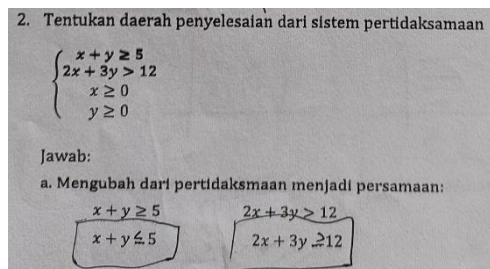 2. Tentukan daerah penyelesaian dari sistem pertidaksamaan
x + y ≥ 5
2x + 3y > 12
x ≥ 0
y ≥ 0
Jawab:
a. Mengubah dari pertidaksmaan menjadi persamaan:
x + y ≥ 5 2x + 3y > 12
x + y ≤ 5 2x + 3y ≥ 12